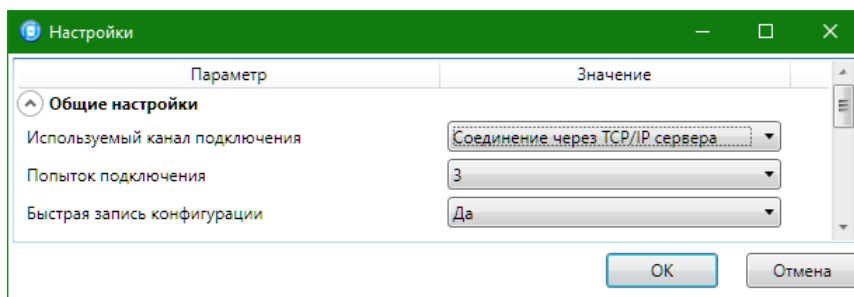 Настройки
Параметр Значение
Общие настройки
Используемый канал подключения Соединение через TCP/IP сервера
Попыток подключения 3
Быстрая запись конфигурации Да
OK Отмена